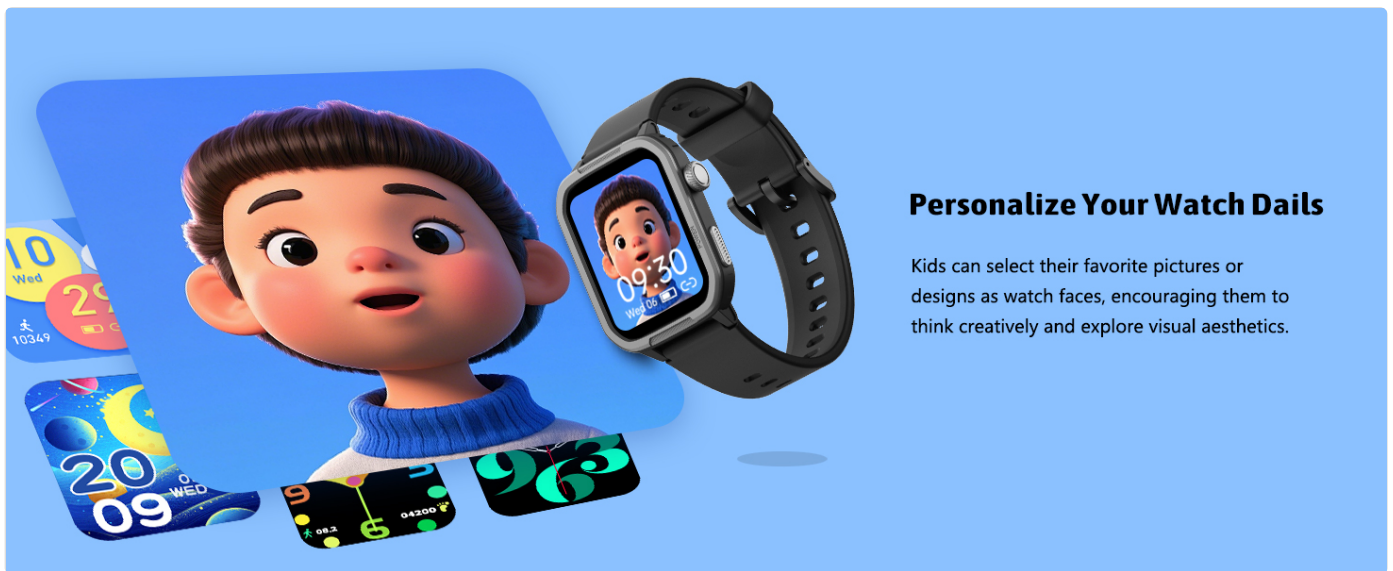 Personalize Your Watch Dails
Kids can select their favorite pictures or
designs as watch faces, encouraging them to
think creatively and explore visual aesthetics.
09:30
Wed 06
10
Wed
29
10349
20
09
WED
9
6
08.2
04200
9 6 3